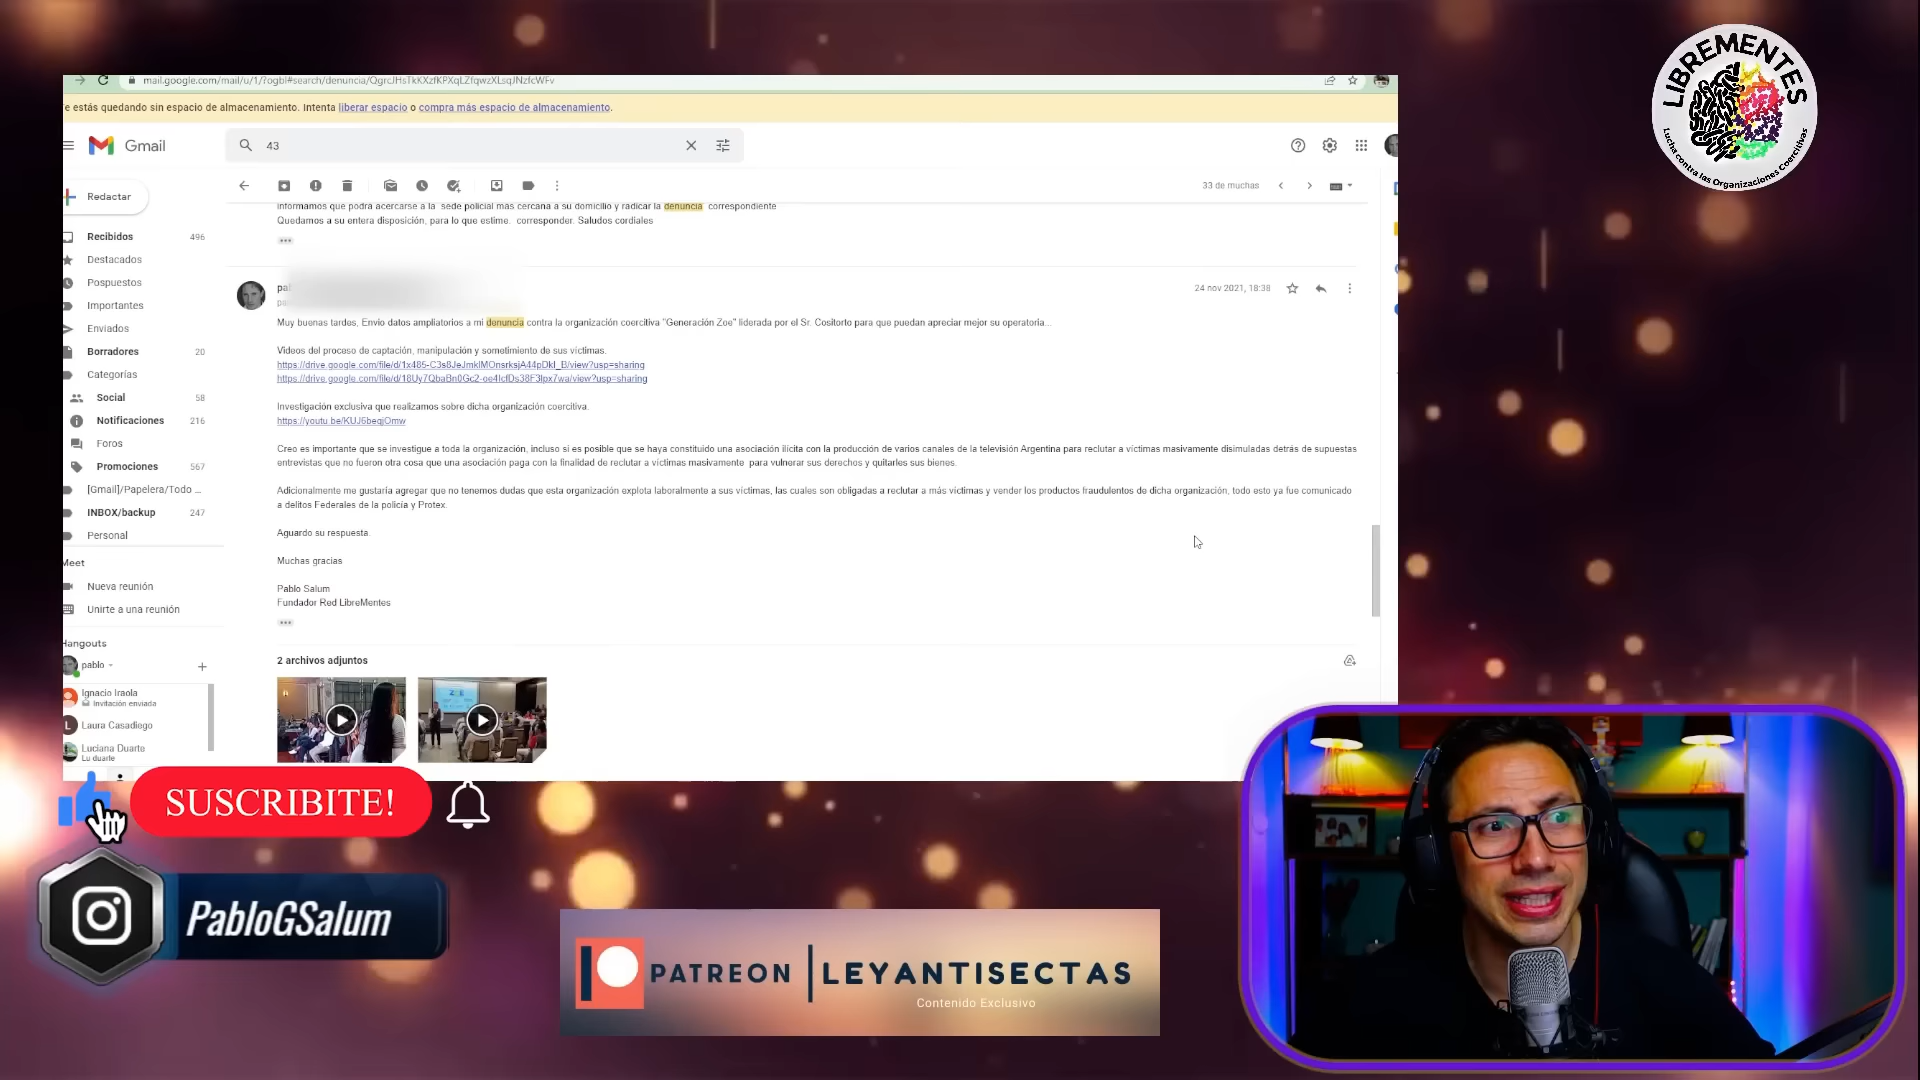 mail.google.com/mail/u/1/?ogbl#search/denuncia/QgrcJHsTkKXzfKPXqLZfqwzXLsqJNzfcWFv
e estás quedando sin espacio de almacenamiento. Intenta liberar espacio o compra más espacio de almacenamiento.
Gmail
43
Redactar
33 de muchas
informamos que podrá acercarse a la sede policial más cercana a su domicilio y radicar la denuncia correspondiente
Quedamos a su entera disposición, para lo que estime. corresponder. Saludos cordiales
Recibidos 496
Destacados
Pospuestos
Importantes
Enviados
Borradores 20
Categorías
Social 58
Notificaciones 216
Foros
Promociones 567
[Gmail]/Papelera/Todo ...
INBOX/backup 247
Personal
Meet
Nueva reunión
Unirte a una reunión
Hangouts
pablo
Ignacio Iraola
Invitación enviada
L Laura Casadiego
Luciana Duarte
Lu duarte
24 nov 2021, 18:38
Muy buenas tardes, Envío datos ampliatorios a mi denuncia contra la organización coercitiva "Generación Zoe" liderada por el Sr. Cositorto para que puedan apreciar mejor su operatoria...
Videos del proceso de captación, manipulación y sometimiento de sus víctimas.
Investigación exclusiva que realizamos sobre dicha organización coercitiva.
https://youtu.be/KUJ6beqjOmw
Creo es importante que se investigue a toda la organización, incluso si es posible que se haya constituido una asociación ilícita con la producción de varios canales de la televisión Argentina para reclutar a víctimas masivamente disimuladas detrás de supuestas
entrevistas que no fueron otra cosa que una asociación paga con la finalidad de reclutar a víctimas masivamente para vulnerar sus derechos y quitarles sus bienes.
Adicionalmente me gustaría agregar que no tenemos dudas que esta organización explota laboralmente a sus víctimas, las cuales son obligadas a reclutar a más víctimas y vender los productos fraudulentos de dicha organización, todo esto ya fue comunicado
a delitos Federales de la policía y Protex.
Aguardo su respuesta.
Muchas gracias
Pablo Salum
Fundador Red LibreMentes
2 archivos adjuntos
ZOE
LIBREMENTES
Lucha contra las Organizaciones Coercitivas
SUSCRIBITE!
PabloGSalum
PATREON | LEYANTISECTAS
Contenido Exclusivo